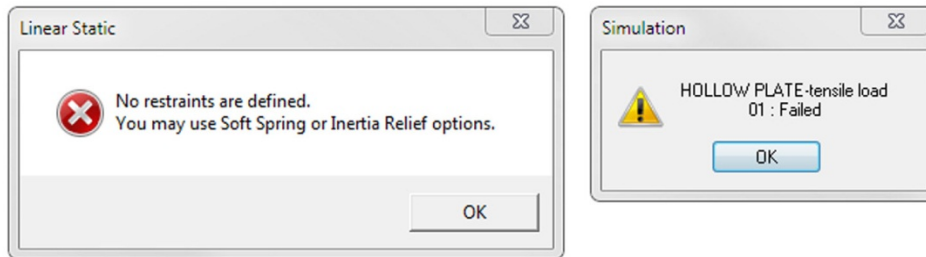 Linear Static
No restraints are defined.
You may use Soft Spring or Inertia Relief options.
OK
Simulation
HOLLOW PLATE-tensile load
01 : Failed
OK